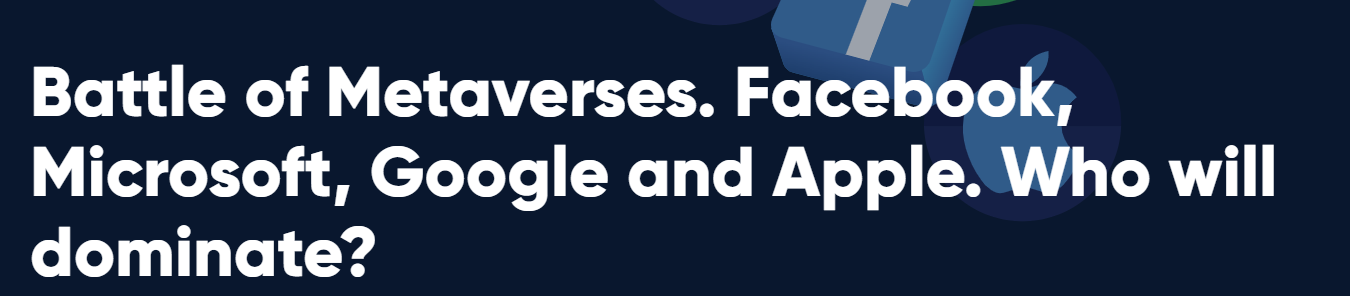 Battle of Metaverses. Facebook,
Microsoft, Google and Apple. Who will
dominate?